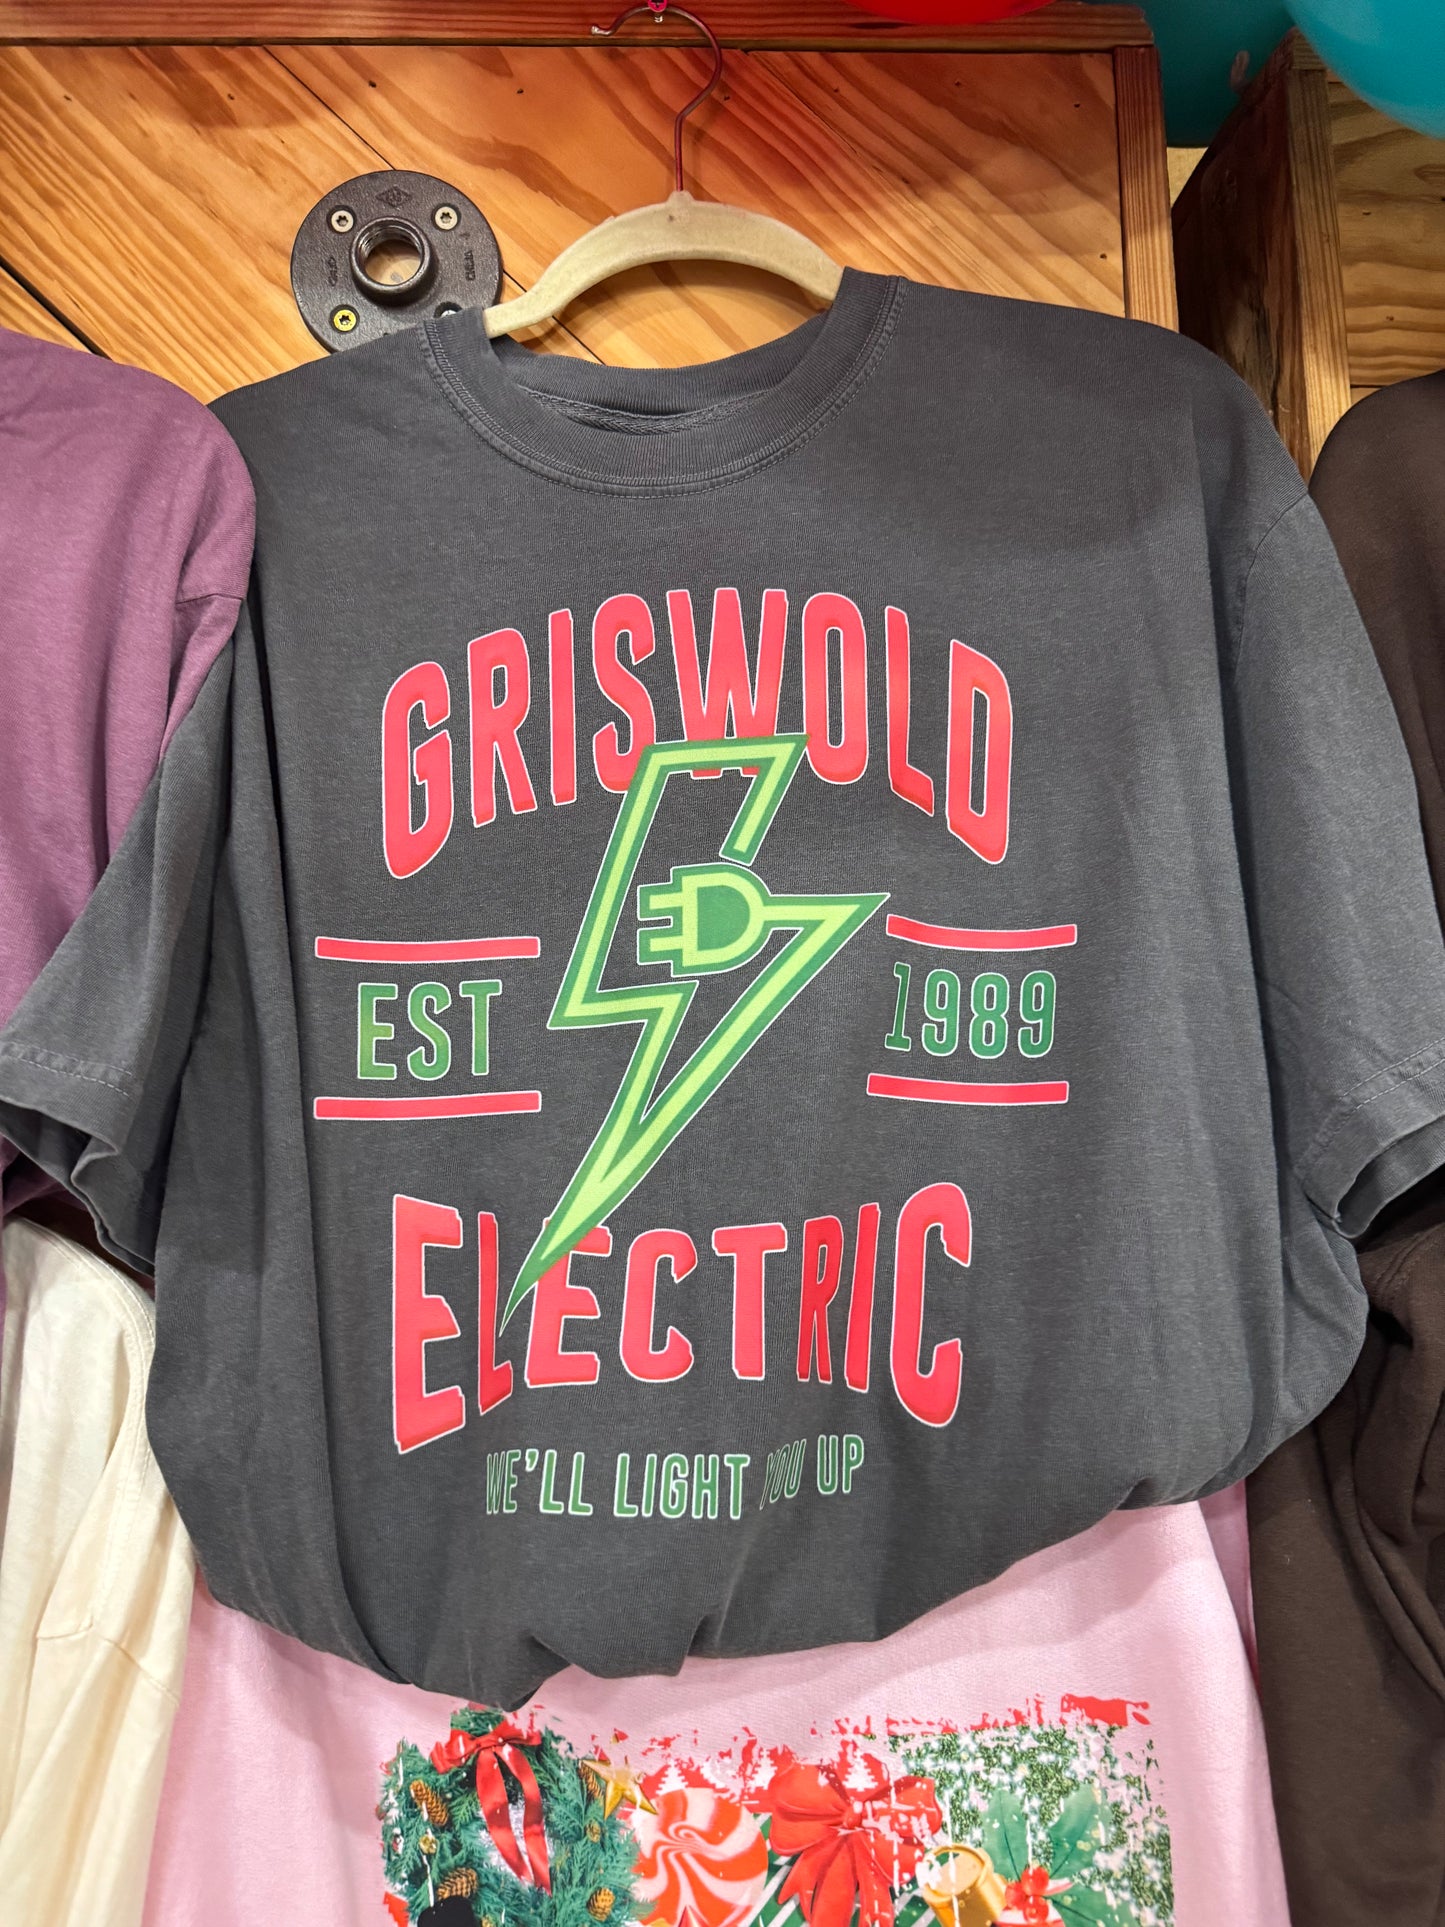 GRISWOLD
EST 1989
ELECTRIC
WE'LL LIGHT YOU UP